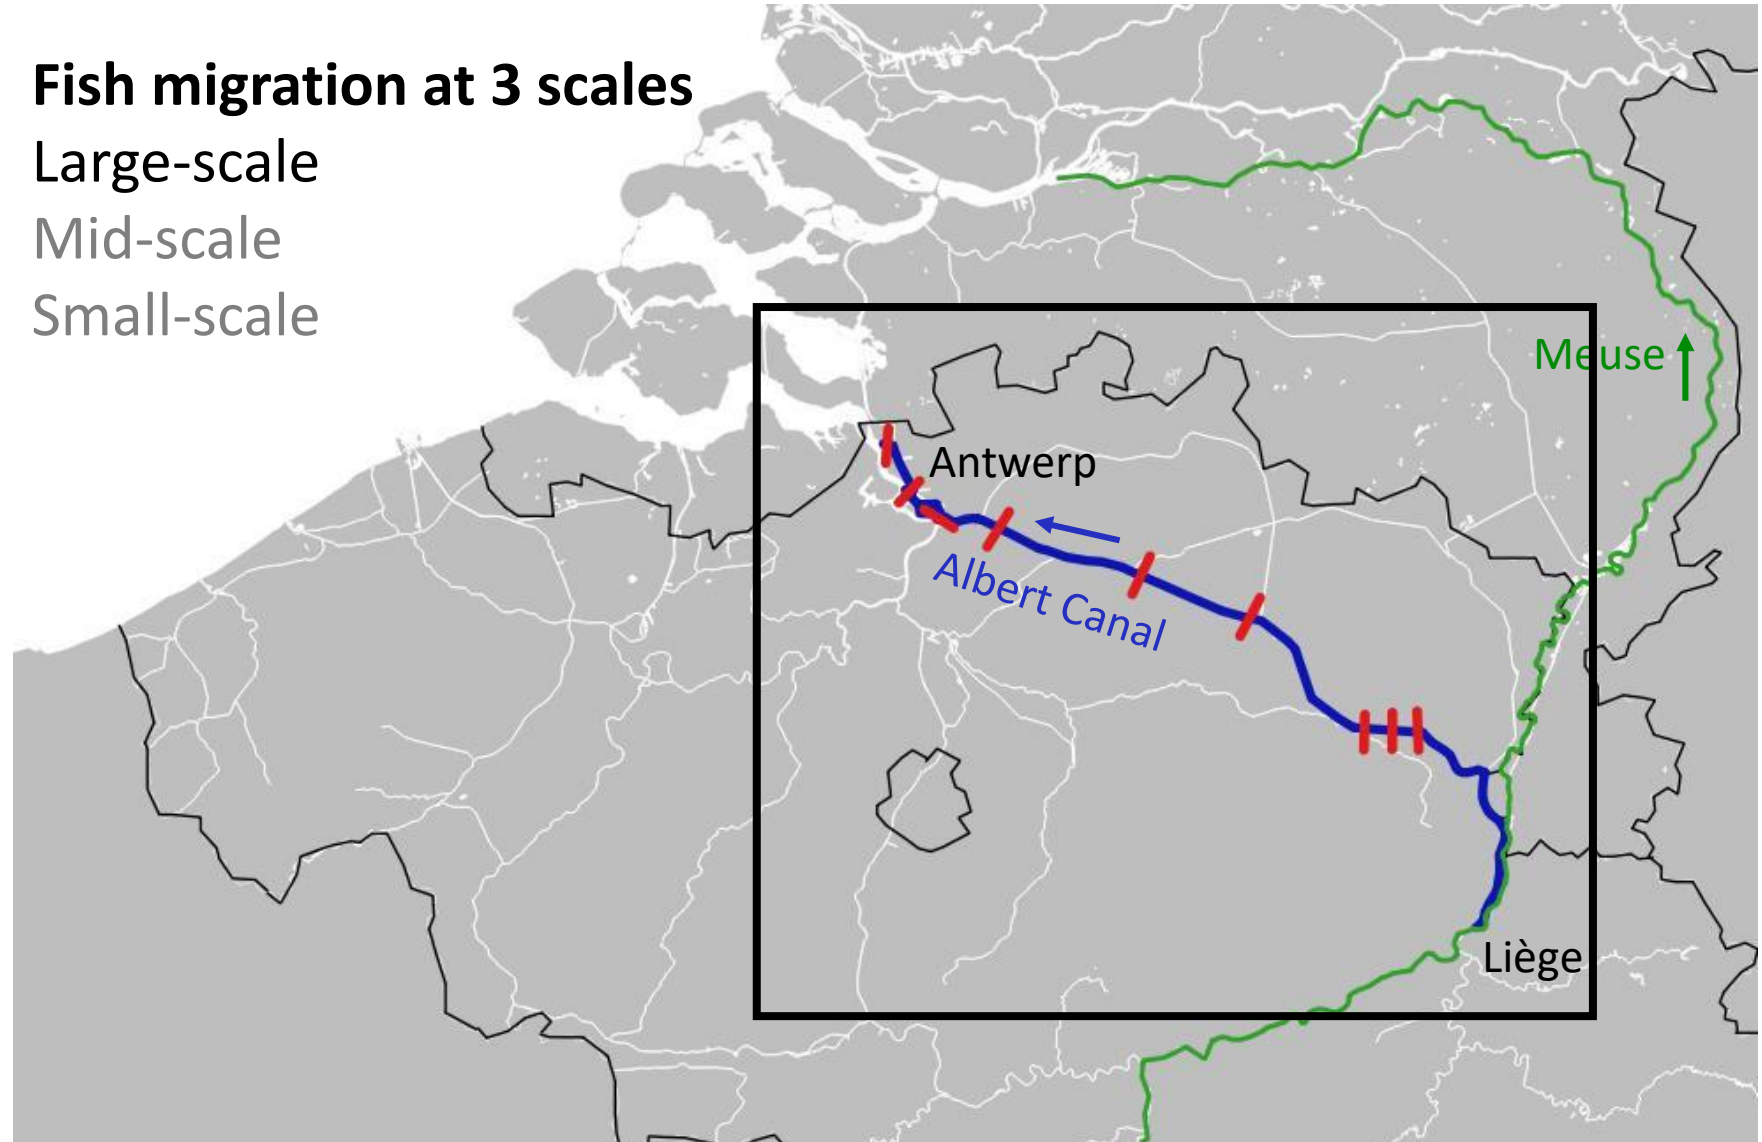 Fish migration at 3 scales
Large-scale
Mid-scale
Small-scale
Meuse
Antwerp
Albert Canal
Liège